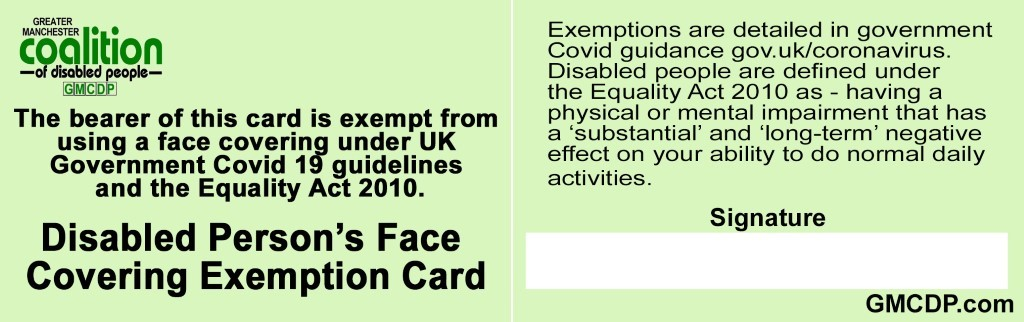 GREATER
MANCHESTER
coalition
of disabled people
GMCDP
The bearer of this card is exempt from
using a face covering under UK
Government Covid 19 guidelines
and the Equality Act 2010.
Disabled Person's Face
Covering Exemption Card
Exemptions are detailed in government
Covid guidance gov.uk/coronavirus.
Disabled people are defined under
the Equality Act 2010 as - having a
physical or mental impairment that has
a 'substantial' and 'long-term' negative
effect on your ability to do normal daily
activities.
Signature
GMCDP.com